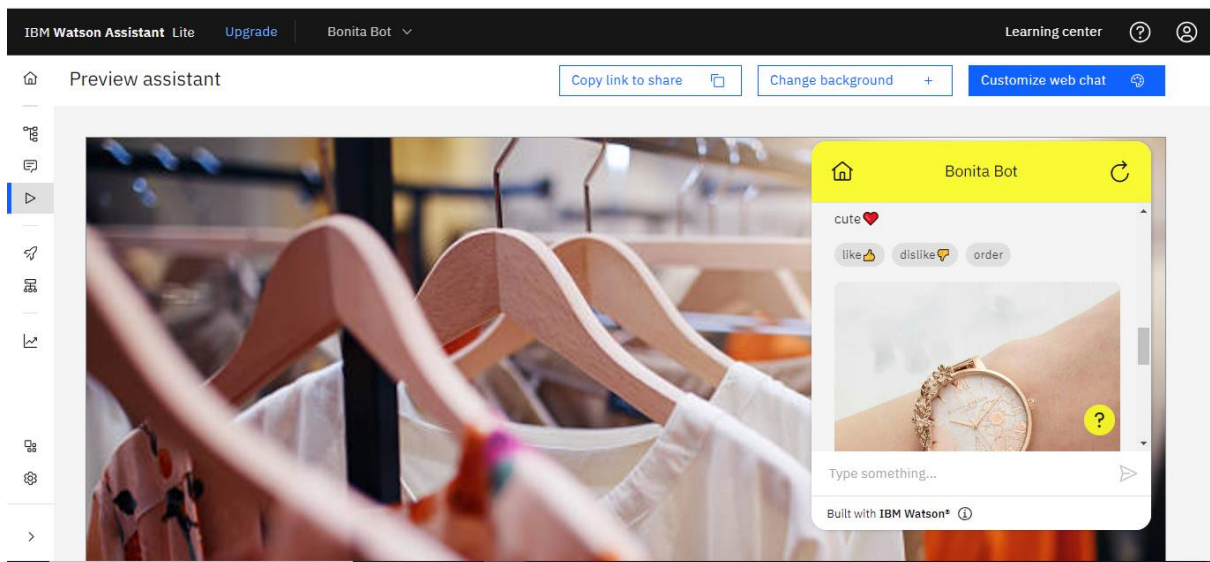 IBM Watson Assistant Lite Upgrade Bonita Bot Learning center
Preview assistant Copy link to share Change background + Customize web chat
Bonita Bot
cute❤️
like👍 dislike👎 order
?
Type something...
Built with IBM Watson®